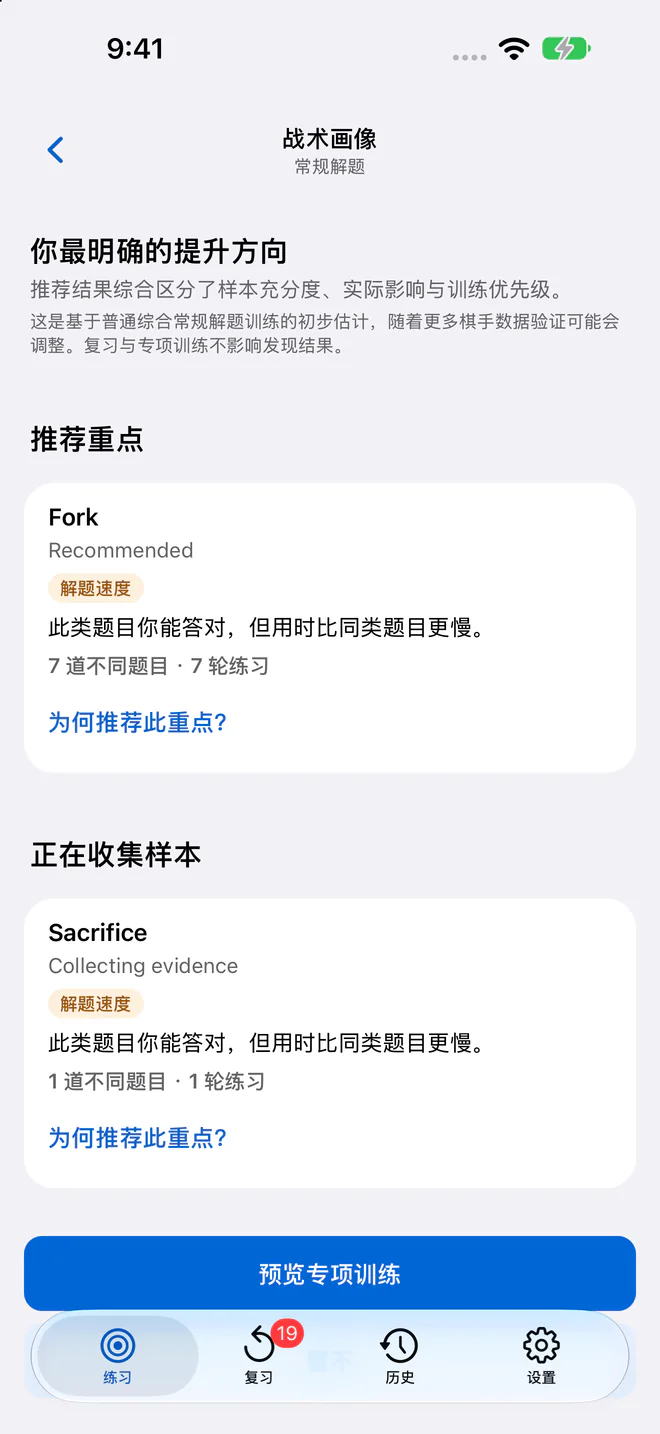 9:41
战术画像
常规解题
你最明确的提升方向
推荐结果综合区分了样本充分度、实际影响与训练优先级。
这是基于普通综合常规解题训练的初步估计，随着更多棋手数据验证可能会
调整。复习与专项训练不影响发现结果。
推荐重点
Fork
Recommended
解题速度
此类题目你能答对，但用时比同类题目更慢。
7 道不同题目 · 7 轮练习
为何推荐此重点?
正在收集样本
Sacrifice
Collecting evidence
解题速度
此类题目你能答对，但用时比同类题目更慢。
1 道不同题目 · 1 轮练习
为何推荐此重点?
预览专项训练
19
练习
复习
历史
设置